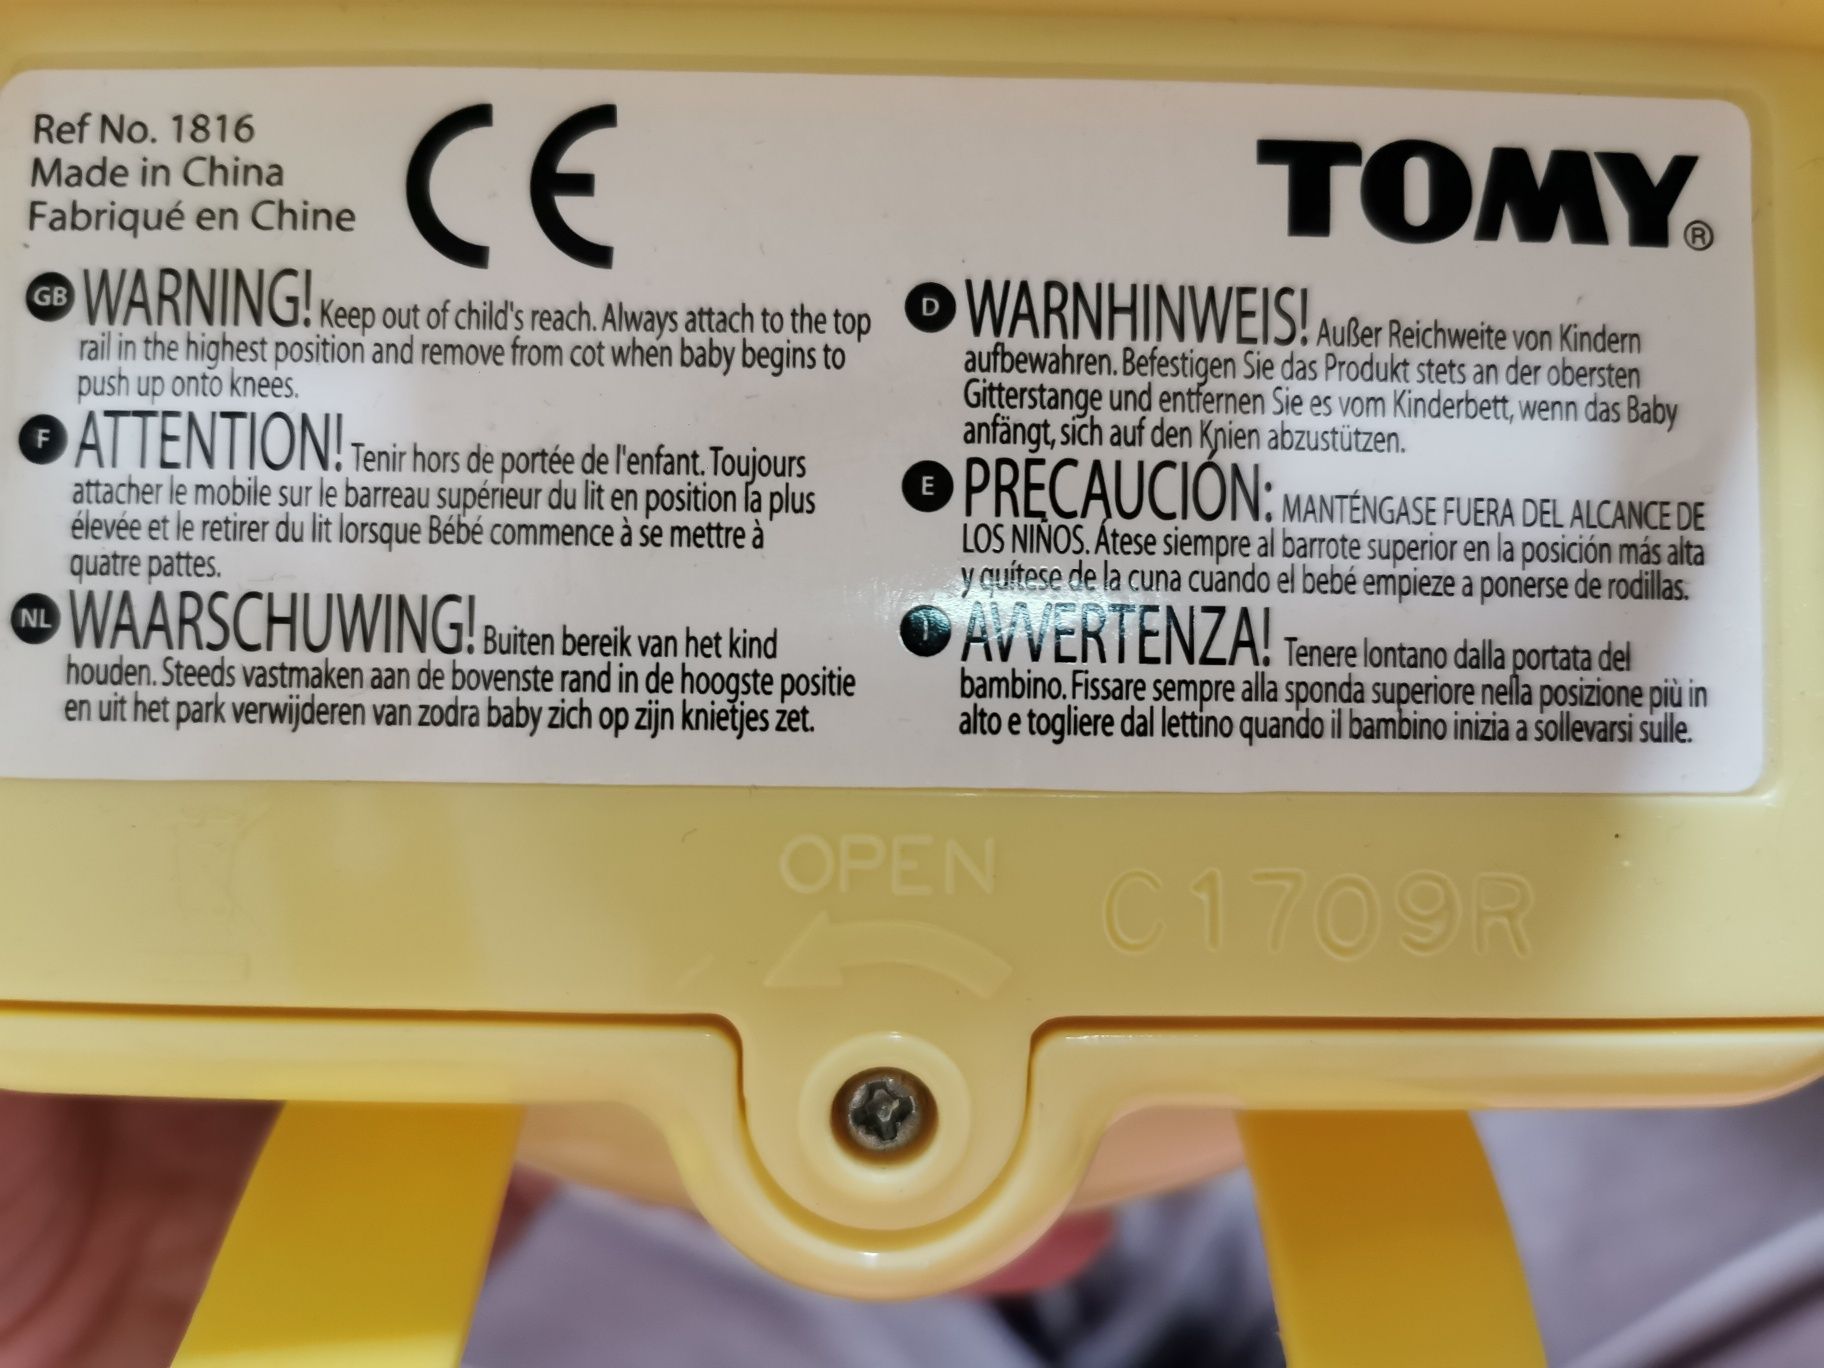 Ref No. 1816
Made in China
Fabriqué en Chine
CE
TOMY®
GB WARNING! Keep out of child's reach. Always attach to the top
rail in the highest position and remove from cot when baby begins to
push up onto knees.
F ATTENTION! Tenir hors de portée de l'enfant. Toujours
attacher le mobile sur le barreau supérieur du lit en position la plus
élevée et le retirer du lit lorsque Bébé commence à se mettre à
quatre pattes.
NL WAARSCHUWING! Buiten bereik van het kind
houden. Steeds vastmaken aan de bovenste rand in de hoogste positie
en uit het park verwijderen van zodra baby zich op zijn knietjes zet.
D WARNHINWEIS! Außer Reichweite von Kindern
aufbewahren. Befestigen Sie das Produkt stets an der obersten
Gitterstange und entfernen Sie es vom Kinderbett, wenn das Baby
anfängt, sich auf den Knien abzustützen.
E PRECAUCIÓN: MANTÉNGASE FUERA DEL ALCANCE DE
LOS NIÑOS. Átese siempre al barrote superior en la posición más alta
y quítese de la cuna cuando el bebé empieze a ponerse de rodillas.
I AVVERTENZA! Tenere lontano dalla portata del
bambino. Fissare sempre alla sponda superiore nella posizione più in
alto e togliere dal lettino quando il bambino inizia a sollevarsi sulle.
OPEN
C1709R